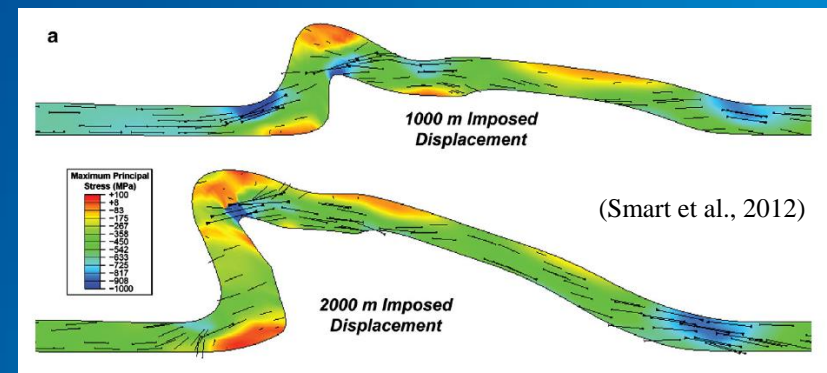 a
1000 m Imposed
Displacement
Maximum Principal
Stress (MPa)
+100
+8
−83
−175
−267
−358
−450
−542
−633
−725
−817
−908
−1000
(Smart et al., 2012)
2000 m Imposed
Displacement